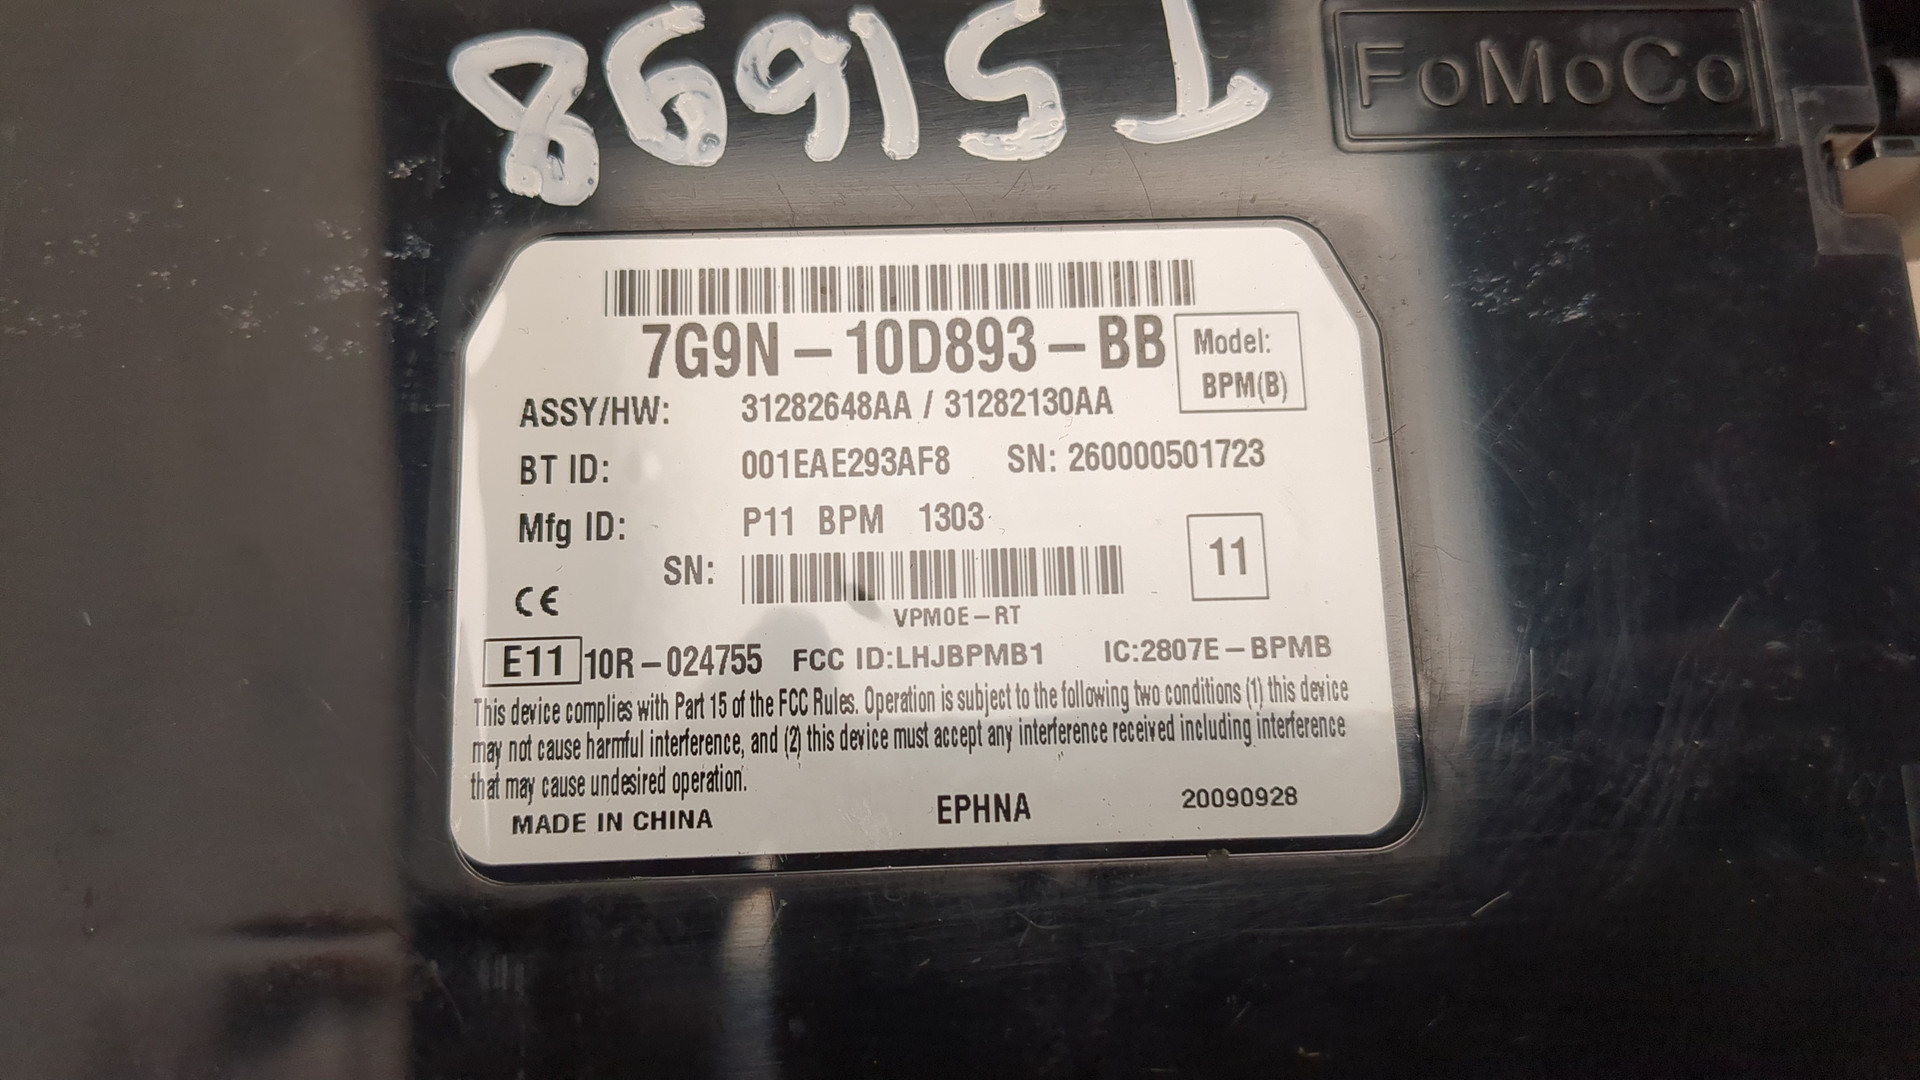 T51698
FoMoCo
7G9N-10D893-BB
Model:
BPM(B)
ASSY/HW: 31282648AA / 31282130AA
BT ID: 001EAE293AF8 SN: 260000501723
Mfg ID: P11 BPM 1303
SN:
11
CE
VPM0E-RT
E11 10R-024755 FCC ID:LHJBPMB1 IC:2807E-BPMB
This device complies with Part 15 of the FCC Rules. Operation is subject to the following two conditions (1) this device
may not cause harmful interference, and (2) this device must accept any interference received including interference
that may cause undesired operation.
MADE IN CHINA EPHNA 20090928